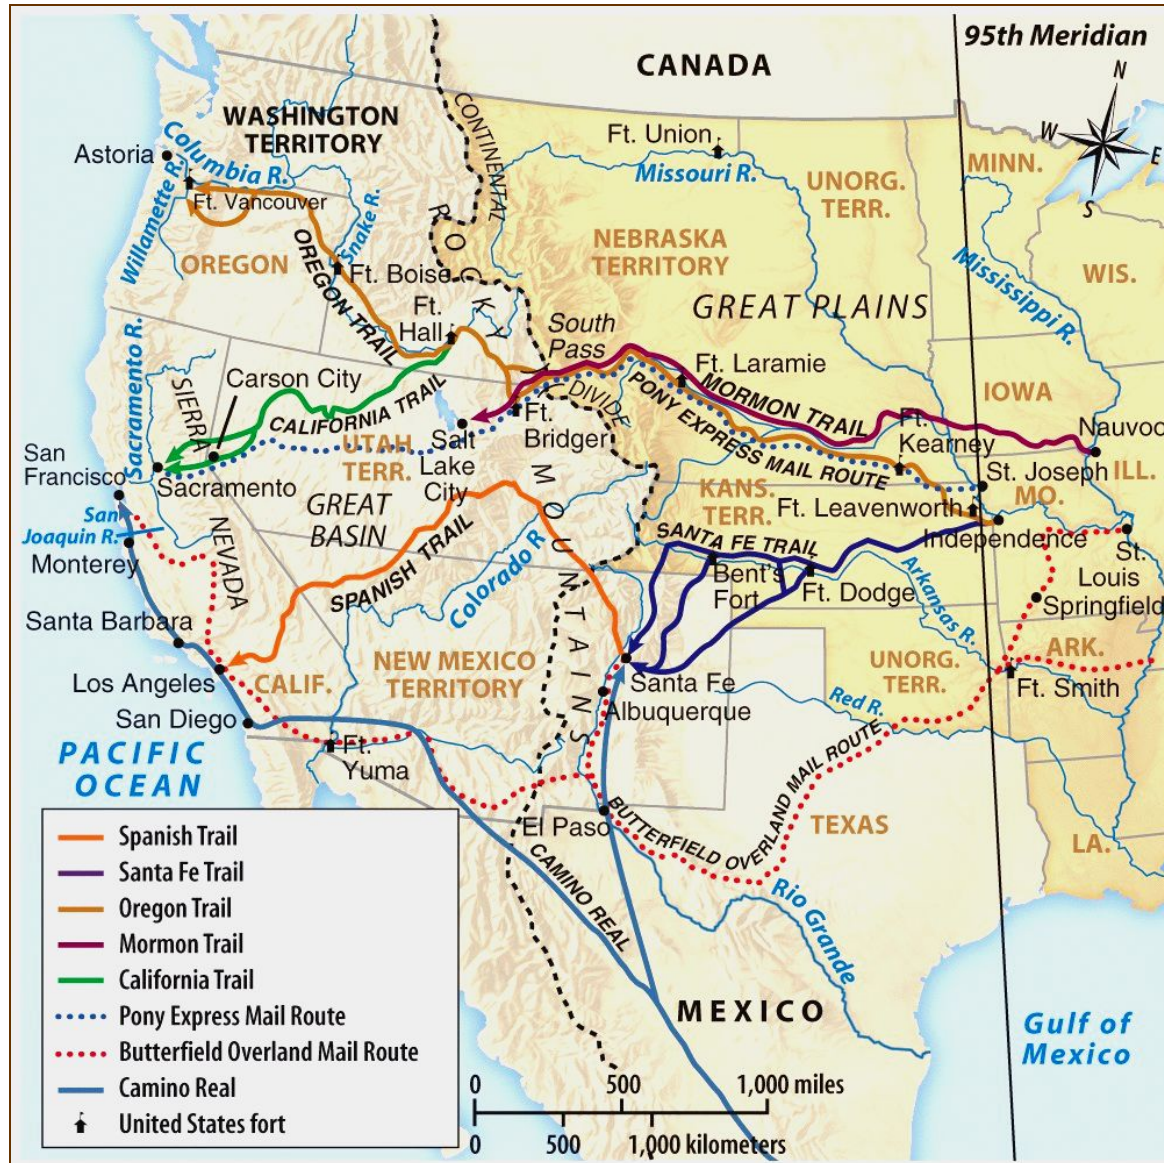 95th Meridian
CANADA
N
W
E
S
WASHINGTON
TERRITORY
CONTINENTAL
DIVIDE
Astoria
Columbia R.
Willamette R.
Ft. Vancouver
Snake R.
OREGON
OREGON TRAIL
Ft. Boise
Ft.
Hall
ROCKY
MOUNTAINS
Ft. Union
Missouri R.
UNORG.
TERR.
MINN.
NEBRASKA
TERRITORY
GREAT PLAINS
Mississippi R.
WIS.
South
Pass
Ft. Laramie
MORMON TRAIL
IOWA
PONY EXPRESS MAIL ROUTE
Ft.
Kearney
Nauvoo
Sacramento R.
SIERRA
NEVADA
Carson City
CALIFORNIA TRAIL
UTAH
TERR.
Salt
Lake
City
Ft.
Bridger
San
Francisco
Sacramento
GREAT
BASIN
St. Joseph
ILL.
MO.
KANS.
TERR.
Ft. Leavenworth
Independence
San
Joaquin R.
Monterey
SPANISH TRAIL
Colorado R
SANTA FE TRAIL
Bent's
Fort
Ft. Dodge
Arkansas R.
St.
Louis
Springfield
Santa Barbara
Los Angeles
CALIF.
NEW MEXICO
TERRITORY
Santa Fe
Albuquerque
UNORG.
TERR.
ARK.
Ft. Smith
Red R.
San Diego
Ft.
Yuma
PACIFIC
OCEAN
El Paso
BUTTERFIELD OVERLAND MAIL ROUTE
TEXAS
LA.
CAMINO REAL
Rio Grande
MEXICO
Gulf of
Mexico
Spanish Trail
Santa Fe Trail
Oregon Trail
Mormon Trail
California Trail
Pony Express Mail Route
Butterfield Overland Mail Route
Camino Real
United States fort
0 500 1,000 miles
0 500 1,000 kilometers